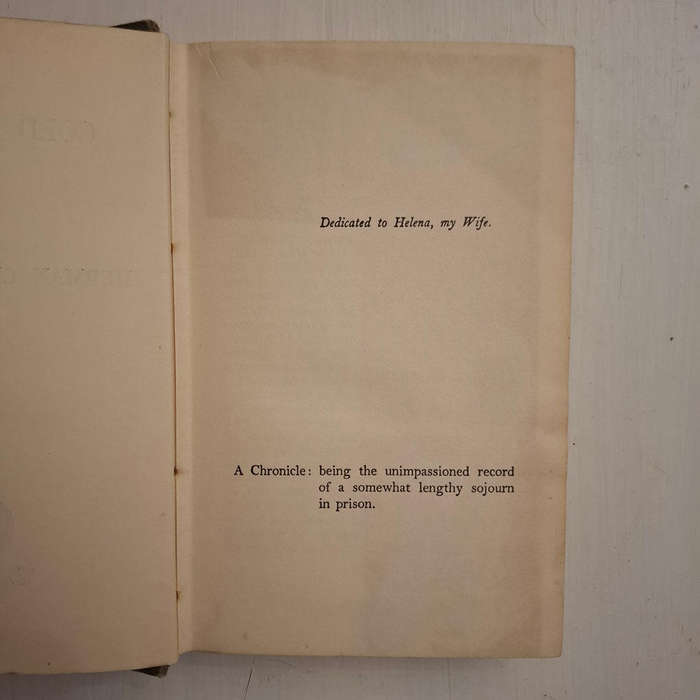 Dedicated to Helena, my Wife.
A Chronicle: being the unimpassioned record
of a somewhat lengthy sojourn
in prison.